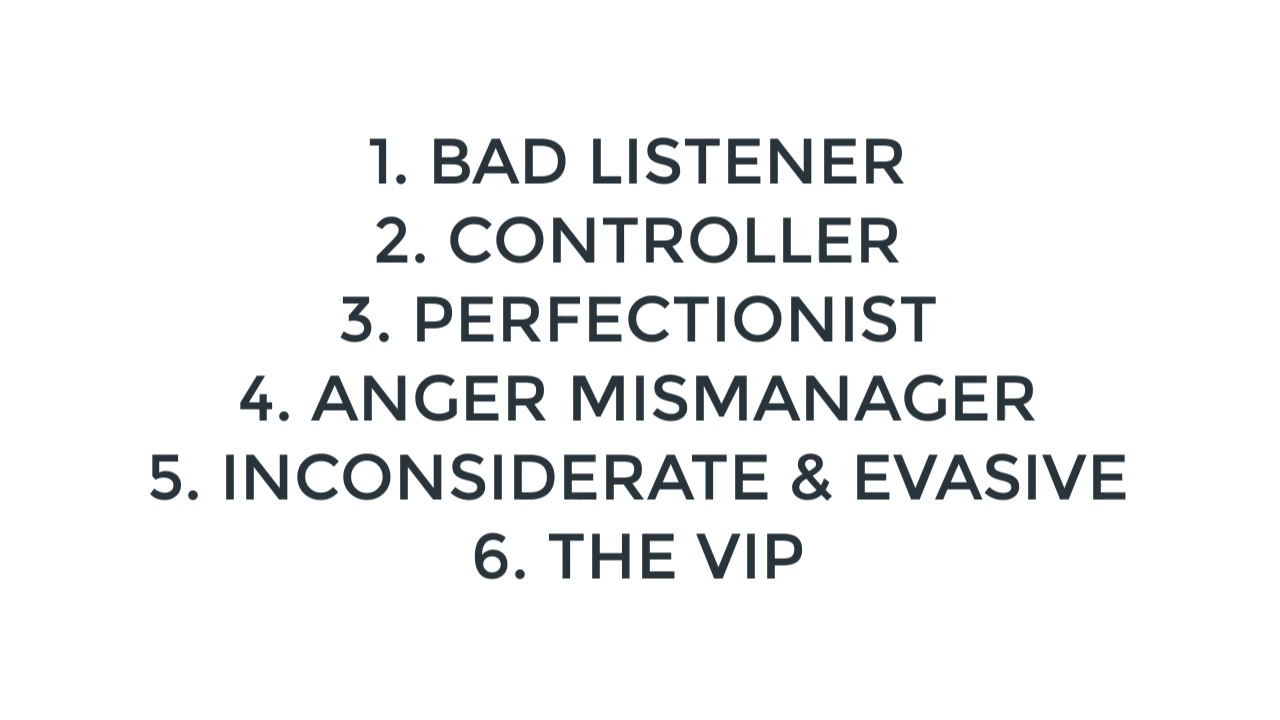 1. BAD LISTENER
2. CONTROLLER
3. PERFECTIONIST
4. ANGER MISMANAGER
5. INCONSIDERATE & EVASIVE
6. THE VIP